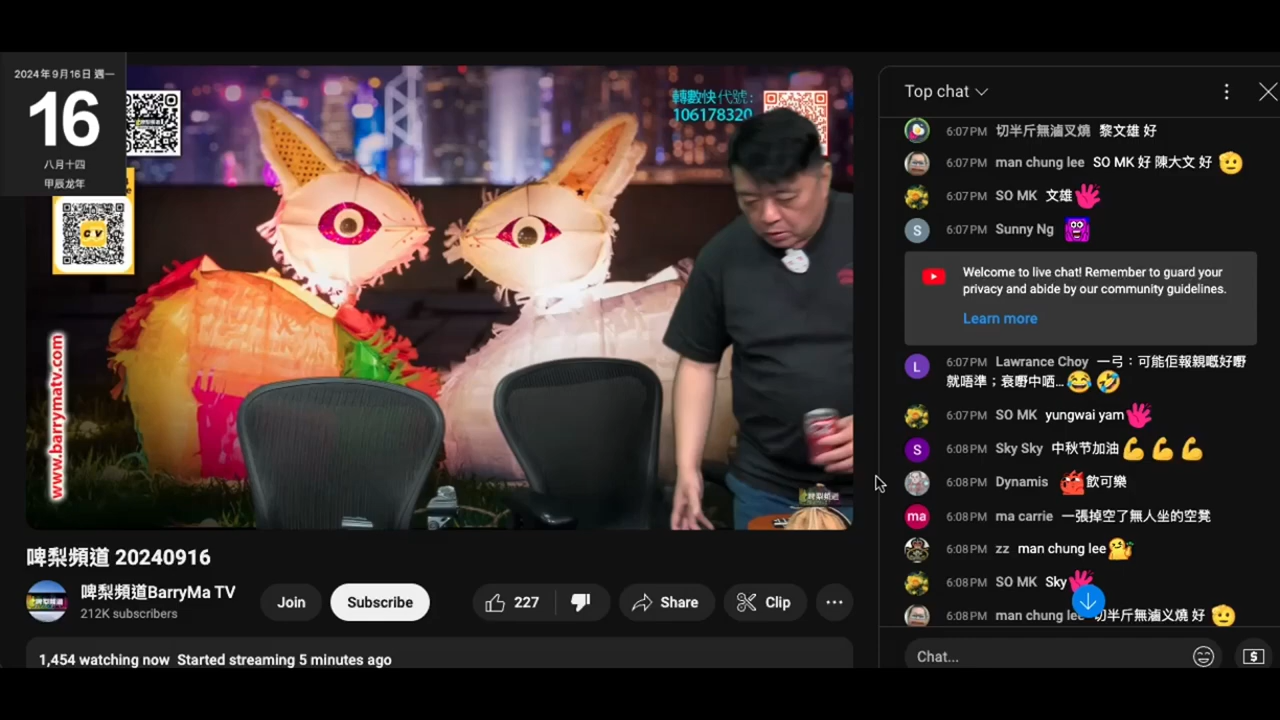 2024年9月16日 週一
16
八月十四
甲辰龙年
轉數快代號:
106178320
CV
www.barrymatv.com
啤梨頻道
啤梨頻道 20240916
啤梨頻道BarryMa TV
212K subscribers
Join
Subscribe
227
Share
Clip
1,454 watching now Started streaming 5 minutes ago
Top chat
6:07PM 切半斤無滷叉燒 黎文雄 好
6:07PM man chung lee SO MK 好 陳大文 好
6:07PM SO MK 文雄
S 6:07PM Sunny Ng
Welcome to live chat! Remember to guard your
privacy and abide by our community guidelines.
Learn more
L 6:07PM Lawrance Choy 一弓：可能佢報親嘅好嘢
就唔準；衰嘢中哂...
6:07PM SO MK yungwai yam
S 6:08PM Sky Sky 中秋节加油
6:08PM Dynamis 飲可樂
ma 6:08PM ma carrie 一張掉空了無人坐的空凳
6:08PM zz man chung lee
6:08PM SO MK Sky
6:08PM man chung lee 切半斤無滷义燒 好
Chat...